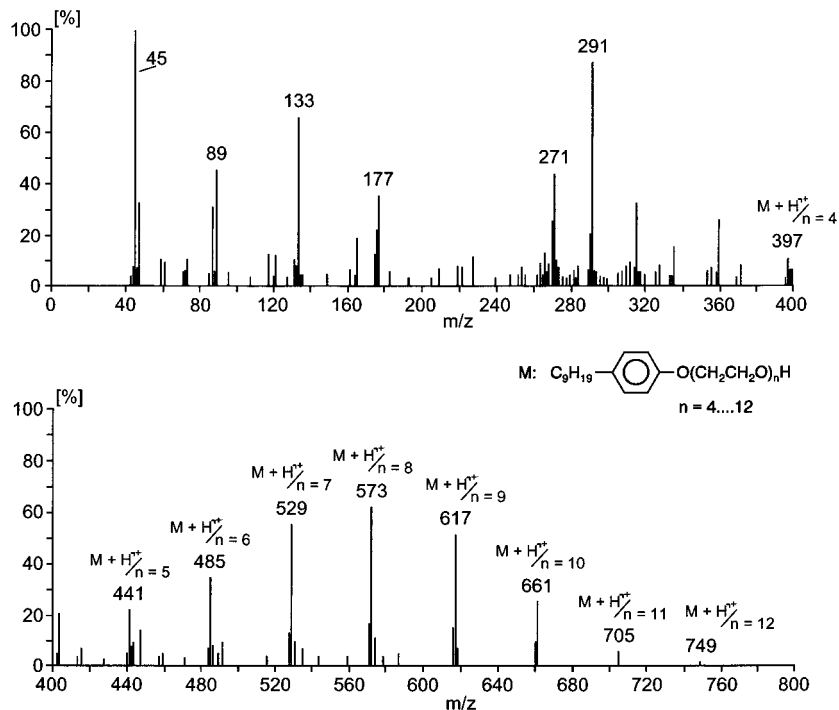 [%]
100
80
60
40
20
0
45
89
133
177
271
291
M + H⌉⁺/n = 4
397
0 40 80 120 160 200 240 280 320 360 400
m/z
M: C₉H₁₉ O(CH₂CH₂O)ₙH
n = 4....12
[%]
100
80
60
40
20
0
M + H⌉⁺/n = 5
441
M + H⌉⁺/n = 6
485
M + H⌉⁺/n = 7
529
M + H⌉⁺/n = 8
573
M + H⌉⁺/n = 9
617
M + H⌉⁺/n = 10
661
M + H⌉⁺/n = 11
705
M + H⌉⁺/n = 12
749
400 440 480 520 560 600 640 680 720 760 800
m/z